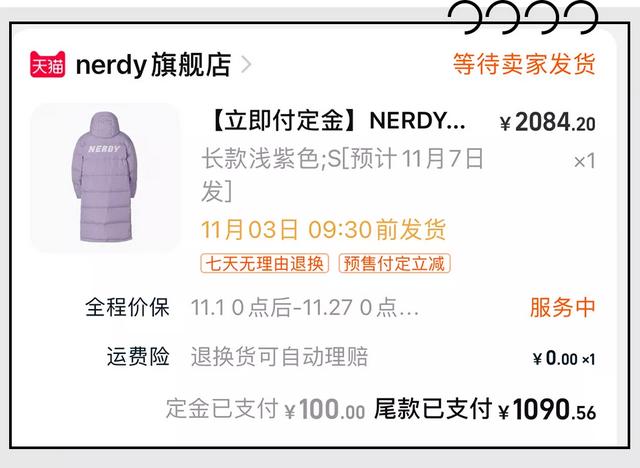 天猫 nerdy旗舰店 等待卖家发货
【立即付定金】NERDY... ¥2084.20
NERDY
长款浅紫色;S[预计11月7日 ×1
发]
11月03日 09:30前发货
七天无理由退换 预售付定立减
全程价保 11.1 0点后-11.27 0点... 服务中
运费险 退换货可自动理赔 ¥0.00 ×1
定金已支付 ¥100.00 尾款已支付 ¥1090.56